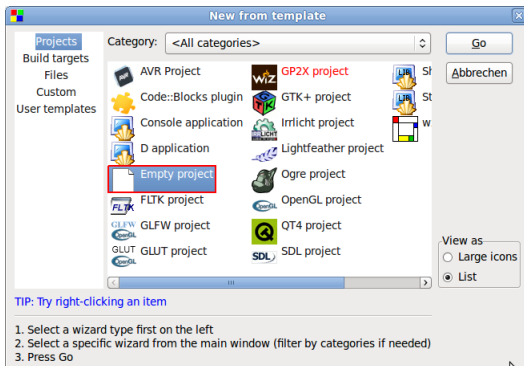 New from template
Projects
Build targets
Files
Custom
User templates
Category: <All categories>
AVR Project
Code::Blocks plugin
Console application
D application
Empty project
FLTK project
GLFW project
GLUT project
GP2X project
GTK+ project
Irrlicht project
Lightfeather project
Ogre project
OpenGL project
QT4 project
SDL project
Go
Abbrechen
View as
Large icons
List
TIP: Try right-clicking an item
1. Select a wizard type first on the left
2. Select a specific wizard from the main window (filter by categories if needed)
3. Press Go